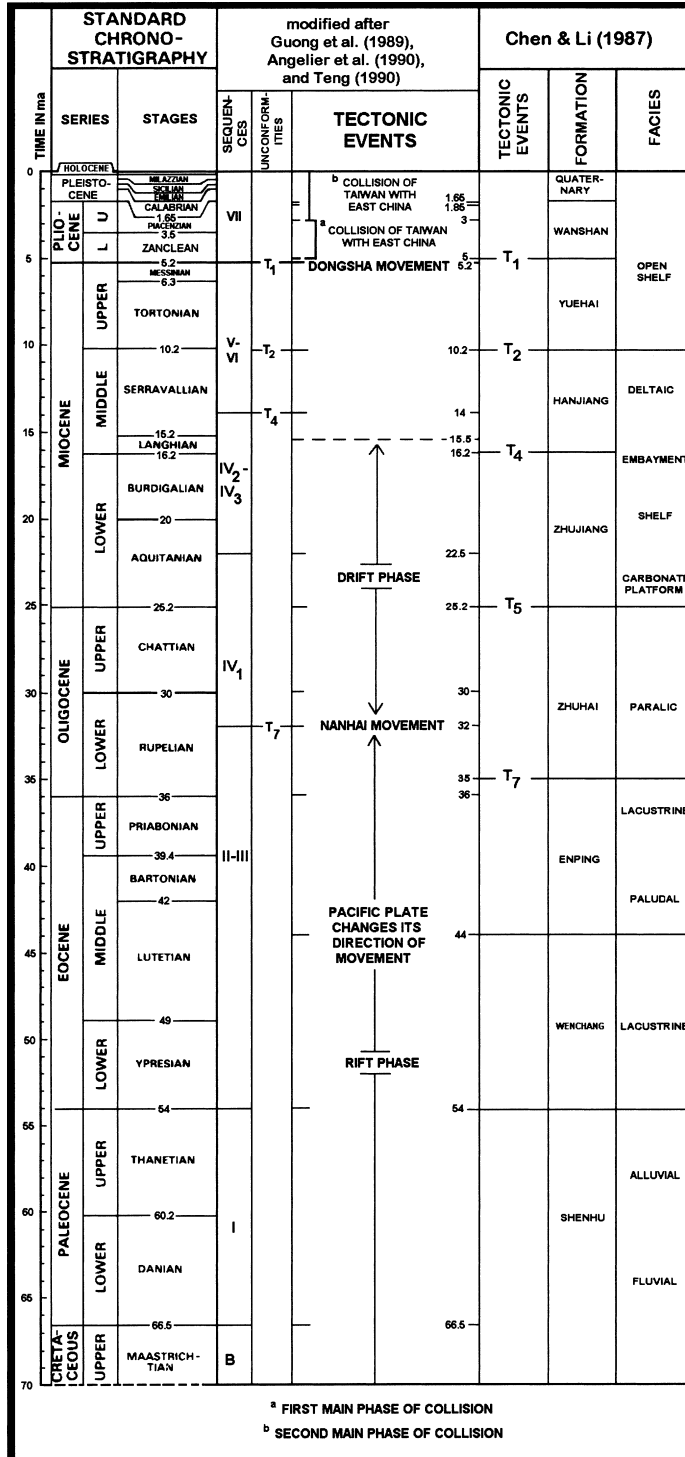 STANDARD
CHRONO-
STRATIGRAPHY
modified after
Guong et al. (1989),
Angelier et al. (1990),
and Teng (1990)
Chen & Li (1987)
TIME IN ma
SERIES
STAGES
SEQUEN-
CES
UNCONFORM-
ITIES
TECTONIC
EVENTS
TECTONIC
EVENTS
FORMATION
FACIES
0
5
10
15
20
25
30
35
40
45
50
55
60
65
70
HOLOCENE
PLEISTO-
CENE
PLIO-
CENE
U
L
MIOCENE
UPPER
MIDDLE
LOWER
OLIGOCENE
UPPER
LOWER
EOCENE
UPPER
MIDDLE
LOWER
PALEOCENE
UPPER
LOWER
CRETA-
CEOUS
UPPER
MILAZZIAN
SICILIAN
EMILIAN
CALABRIAN
1.65
PIACENZIAN
3.5
ZANCLEAN
5.2
MESSINIAN
6.3
TORTONIAN
10.2
SERRAVALLIAN
15.2
LANGHIAN
16.2
BURDIGALIAN
20
AQUITANIAN
25.2
CHATTIAN
30
RUPELIAN
36
PRIABONIAN
39.4
BARTONIAN
42
LUTETIAN
49
YPRESIAN
54
THANETIAN
60.2
DANIAN
66.5
MAASTRICH-
TIAN
VII
V-
VI
IV2 -
IV3
IV1
II-III
I
B
T1
T2
T4
T7
b COLLISION OF
TAIWAN WITH
EAST CHINA
1.65
1.85
3
a COLLISION OF TAIWAN
WITH EAST CHINA
5
DONGSHA MOVEMENT
5.2
10.2
14
15.5
16.2
22.5
DRIFT PHASE
25.2
30
NANHAI MOVEMENT
32
35
36
PACIFIC PLATE
CHANGES ITS
DIRECTION OF
MOVEMENT
44
RIFT PHASE
54
66.5
T1
T2
T4
T5
T7
QUATER-
NARY
WANSHAN
YUEHAI
HANJIANG
ZHUJIANG
ZHUHAI
ENPING
WENCHANG
SHENHU
OPEN
SHELF
DELTAIC
EMBAYMENT
SHELF
CARBONATE
PLATFORM
PARALIC
LACUSTRINE
PALUDAL
LACUSTRINE
ALLUVIAL
FLUVIAL
a FIRST MAIN PHASE OF COLLISION
b SECOND MAIN PHASE OF COLLISION